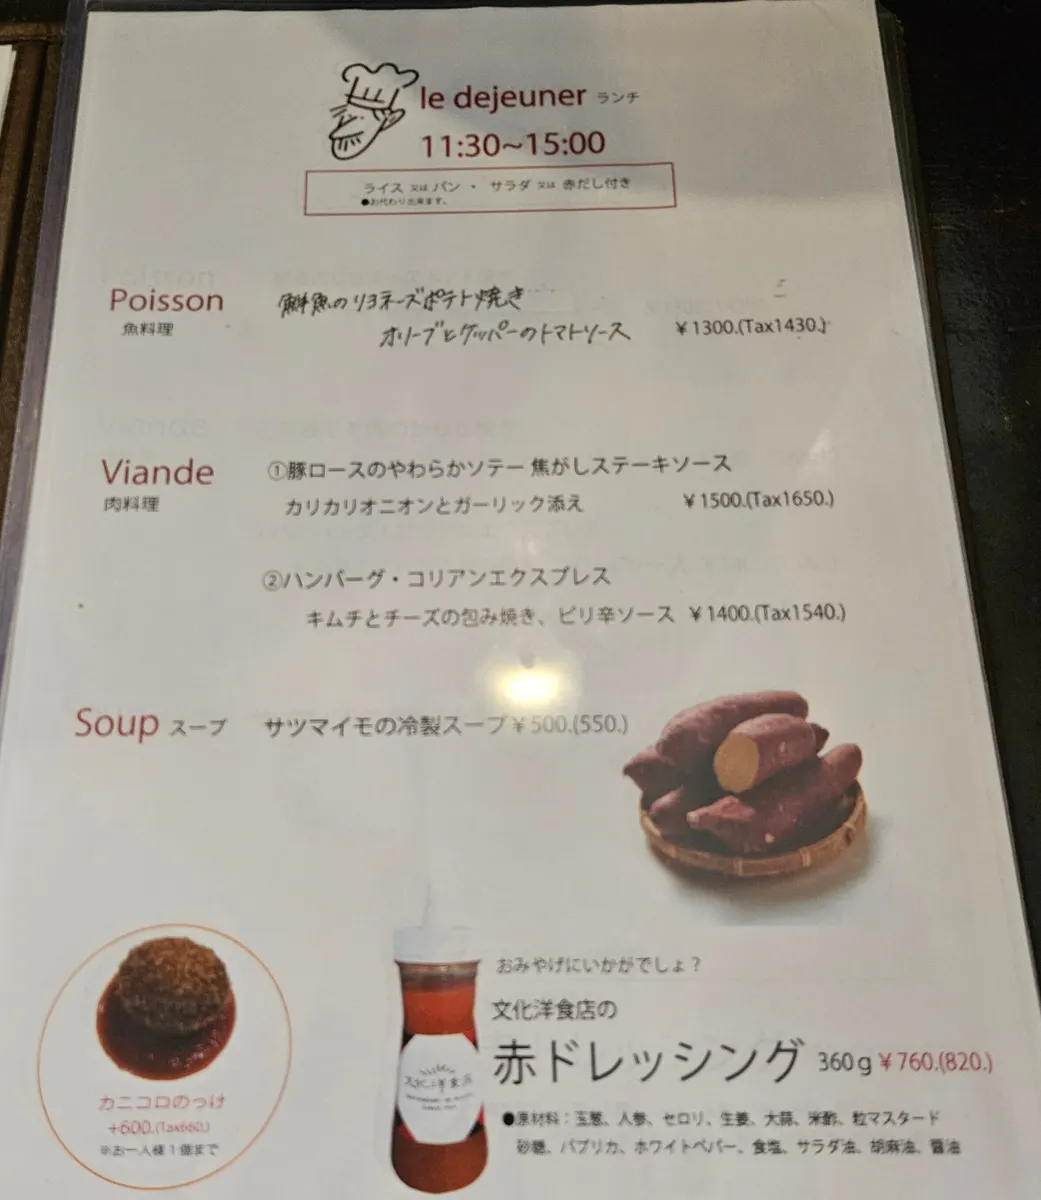 le dejeuner ランチ
11:30~15:00
ライス 又は パン ・ サラダ 又は 赤だし付き
●お代わり出来ます。
Poisson
魚料理
鮮魚のリヨネーズポテト焼き
オリーブとケッパーのトマトソース ¥1300.(Tax1430.)
Viande
肉料理
①豚ロースのやわらかソテー 焦がしステーキソース
カリカリオニオンとガーリック添え ¥1500.(Tax1650.)
②ハンバーグ・コリアンエクスプレス
キムチとチーズの包み焼き、ピリ辛ソース ¥1400.(Tax1540.)
Soup スープ サツマイモの冷製スープ ¥500.(550.)
おみやげにいかがでしょ？
文化洋食店の
赤ドレッシング 360g ¥760.(820.)
●原材料：玉葱、人参、セロリ、生姜、大蒜、米酢、粒マスタード
砂糖、パプリカ、ホワイトペパー、食塩、サラダ油、胡麻油、醤油
カニコロのっけ
+600.(Tax660.)
※お一人様1個まで
文化洋食店